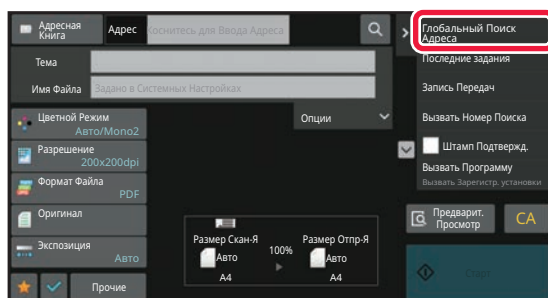 Адресная
Книга
Адрес
Коснитесь для Ввода Адреса
Глобальный Поиск
Адреса
Тема
Последние задания
Имя Файла
Задано в Системных Настройках
Запись Передач
Цветной Режим
Авто/Mono2
Опции
Вызвать Номер Поиска
Разрешение
200x200dpi
Штамп Подтвержд.
Формат Файла
PDF
Вызвать Программу
Вызвать Зарегистр. установки
Оригинал
Предварит.
Просмотр
CA
Экспозиция
Авто
Размер Скан-Я
100%
Размер Отпр-Я
Авто
Авто
A4
A4
Прочие
Старт